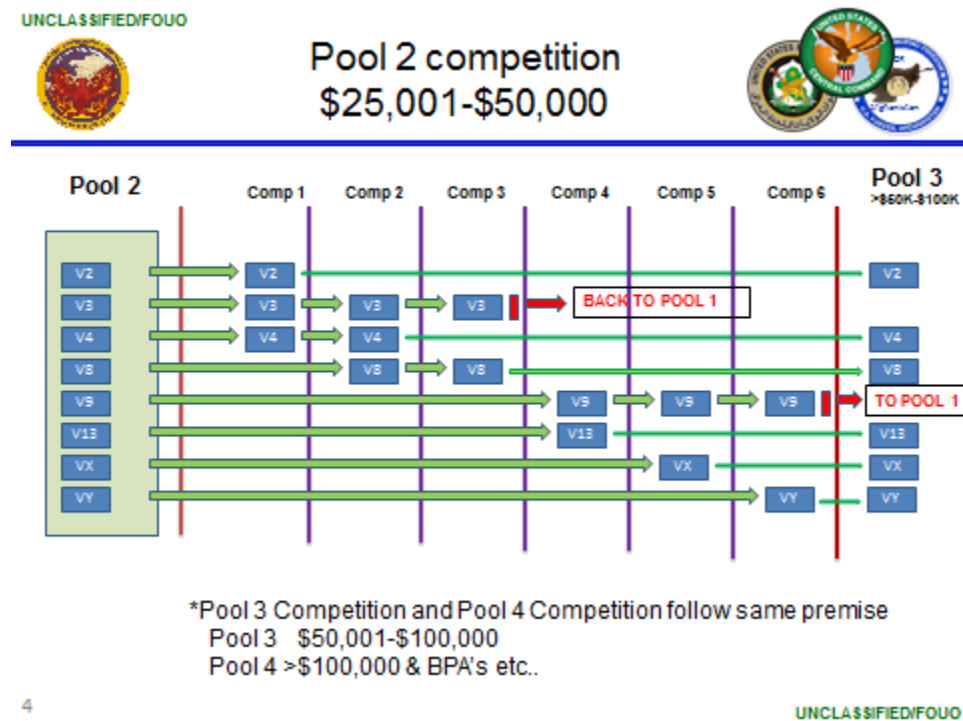 UNCLASSIFIED/FOUO
Pool 2 competition
$25,001-$50,000
UNITED STATES
CENTRAL COMMAND
Pool 2
Comp 1
Comp 2
Comp 3
Comp 4
Comp 5
Comp 6
Pool 3
>$50K-$100K
V2 V2 V2
V3 V3 V3 V3 BACK TO POOL 1
V4 V4 V4 V4
V8 V8 V8 V8
V9 V9 V9 V9 TO POOL 1
V13 V13 V13
VX VX VX
VY VY VY
*Pool 3 Competition and Pool 4 Competition follow same premise
Pool 3 $50,001-$100,000
Pool 4 >$100,000 & BPA's etc..
4
UNCLASSIFIED/FOUO